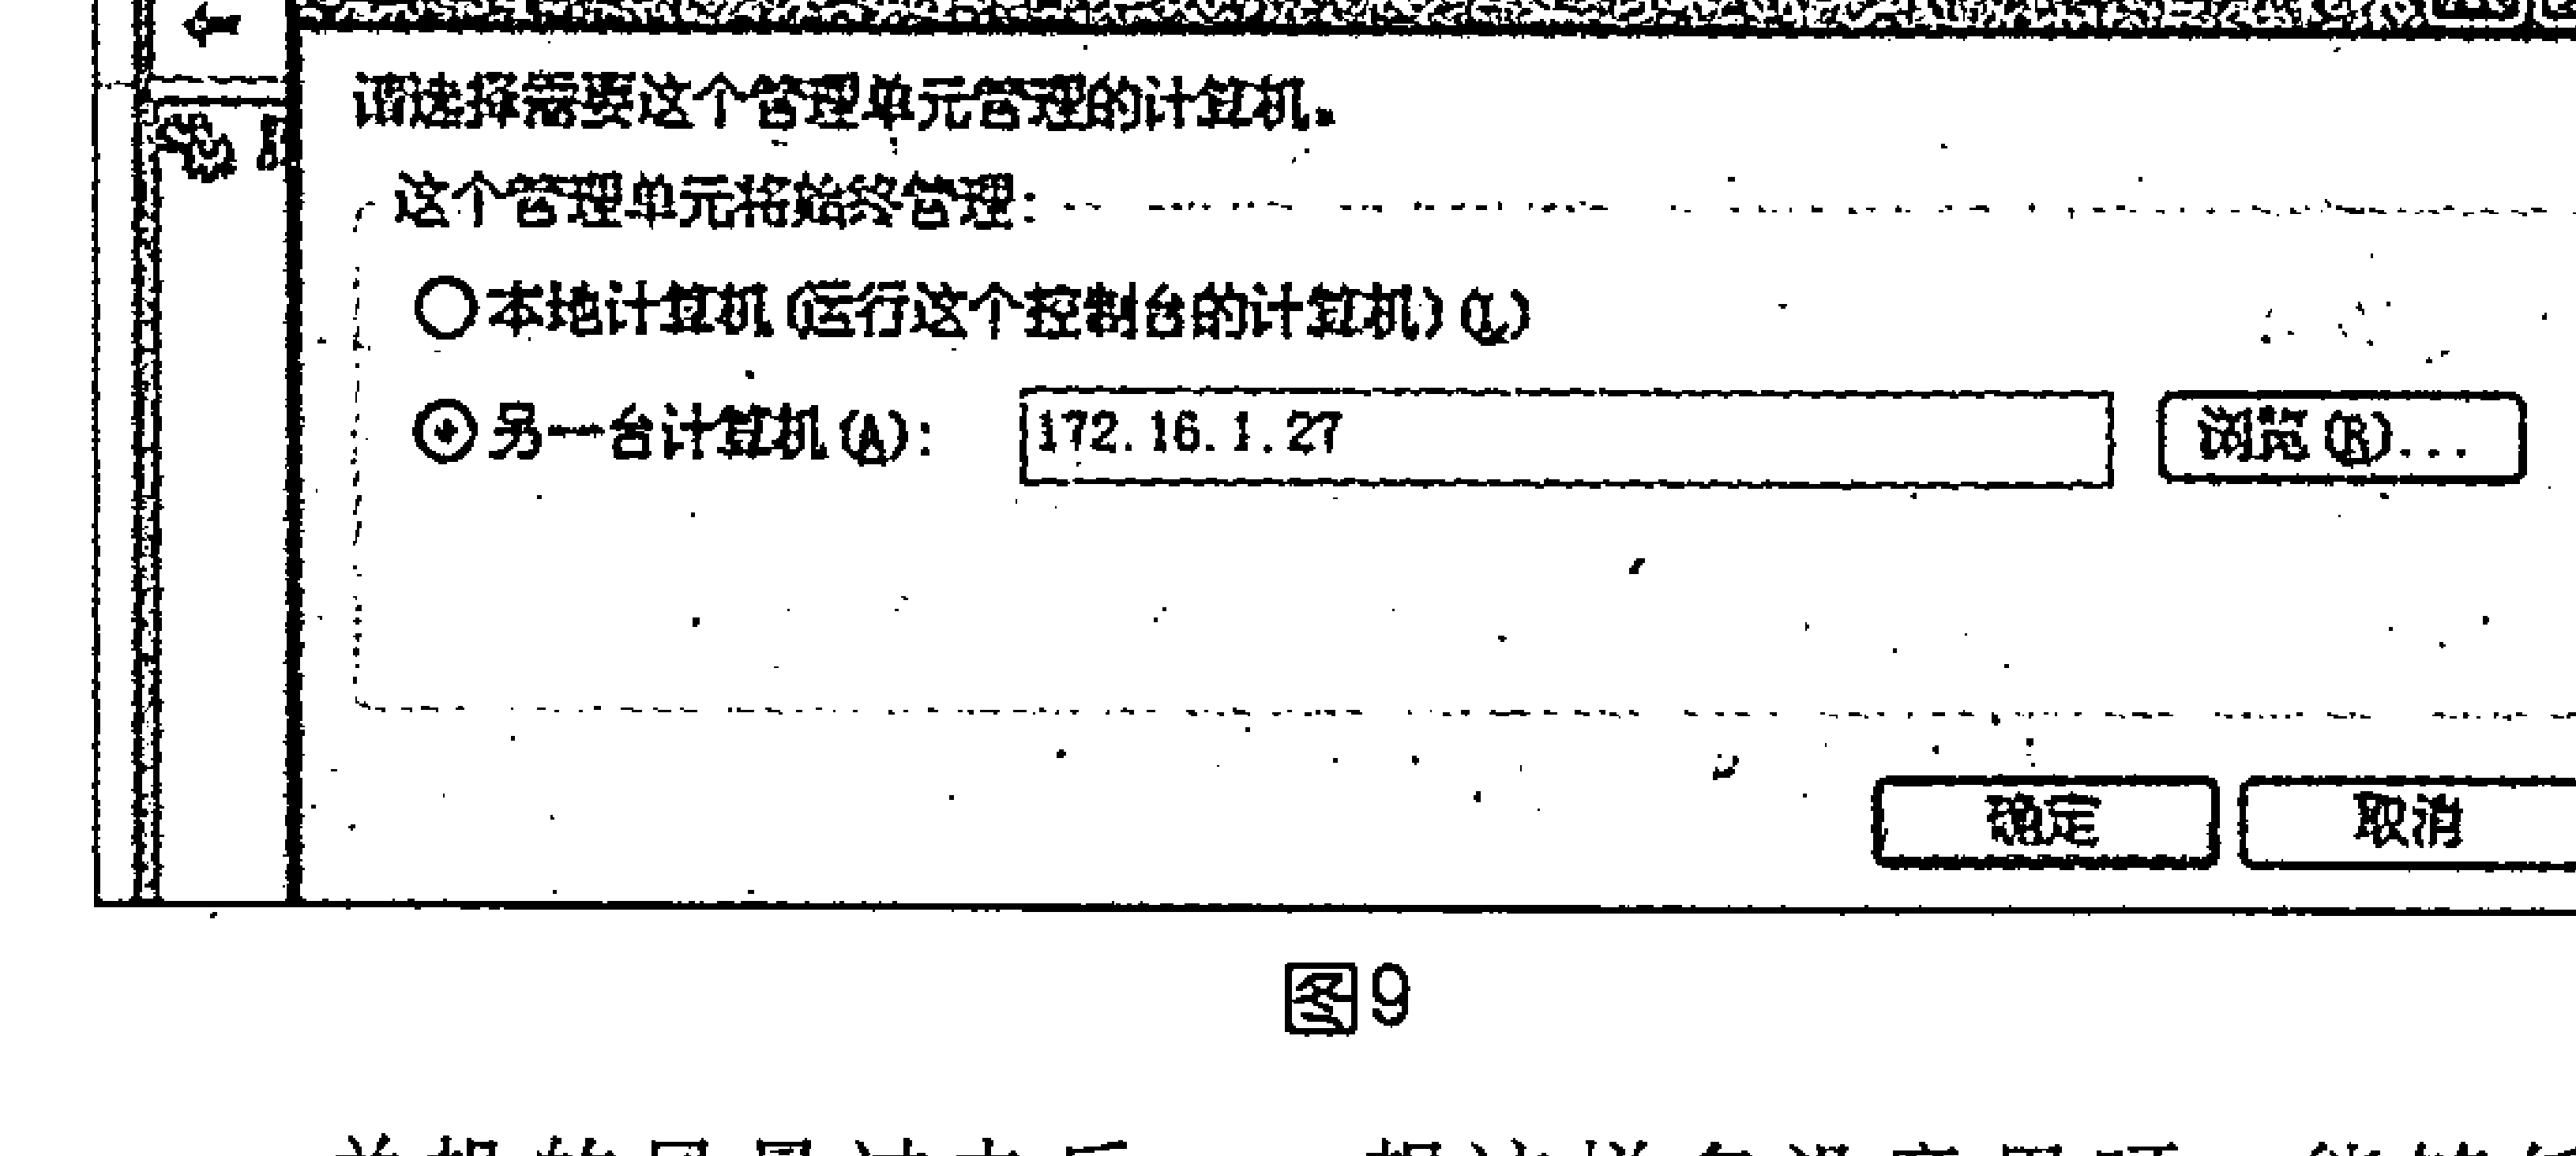 请选择需要这个管理单元管理的计算机。
这个管理单元将始终管理:
本地计算机(运行这个控制台的计算机)(L)
另一台计算机(A): 172.16.1.27 浏览(R)...
确定 取消
图9